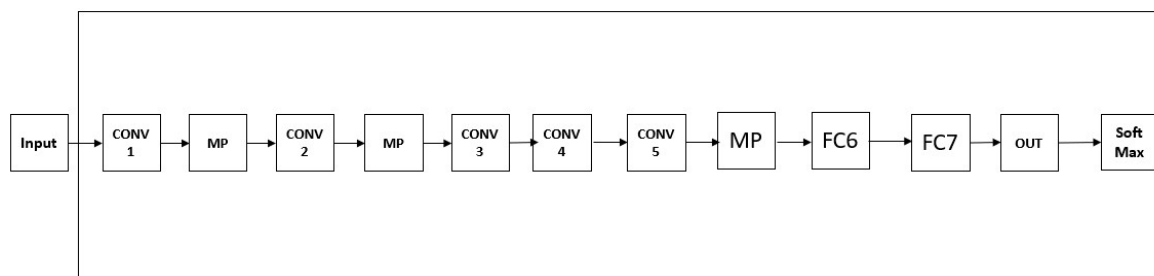 Input
CONV
1
MP
CONV
2
MP
CONV
3
CONV
4
CONV
5
MP
FC6
FC7
OUT
Soft
Max